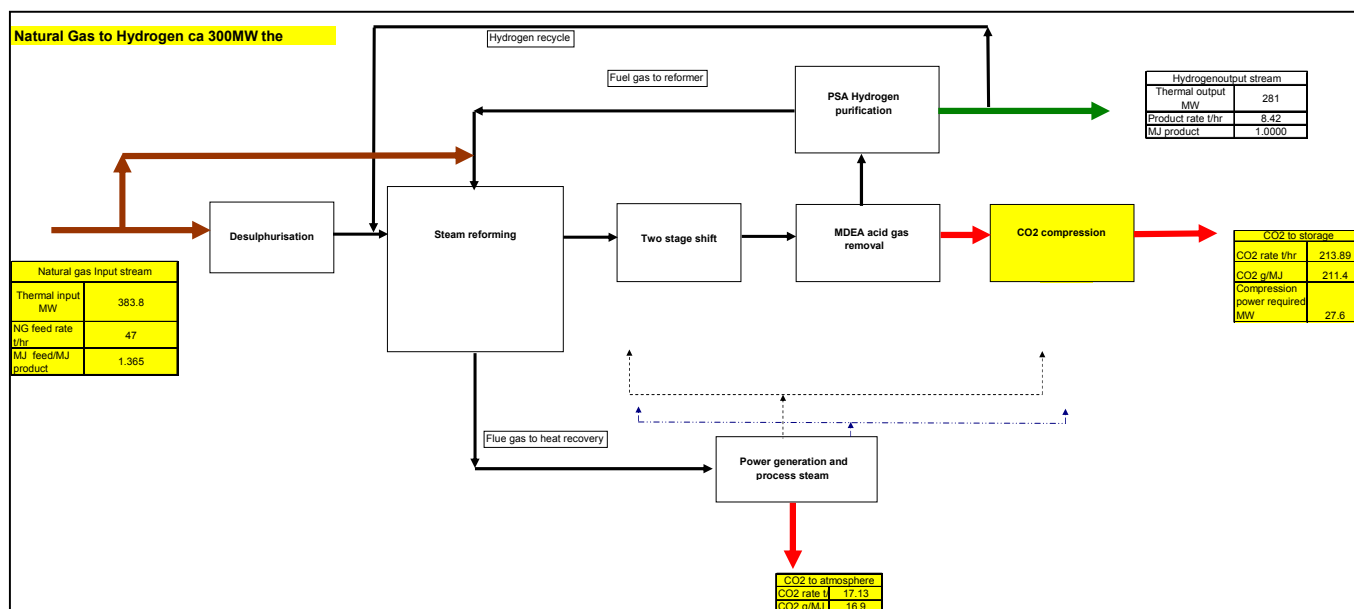 Natural Gas to Hydrogen ca 300MW the
Hydrogen recycle
Fuel gas to reformer
PSA Hydrogen
purification
Hydrogenoutput stream
Thermal output
MW
281
Product rate t/hr
8.42
MJ product
1.0000
Desulphurisation
Steam reforming
Two stage shift
MDEA acid gas
removal
CO2 compression
Natural gas Input stream
Thermal input
MW
383.8
NG feed rate
t/hr
47
MJ feed/MJ
product
1.365
CO2 to storage
CO2 rate t/hr
213.89
CO2 g/MJ
211.4
Compression
power required
MW
27.6
Flue gas to heat recovery
Power generation and
process steam
CO2 to atmosphere
CO2 rate t/
17.13
CO2 g/MJ
16.9